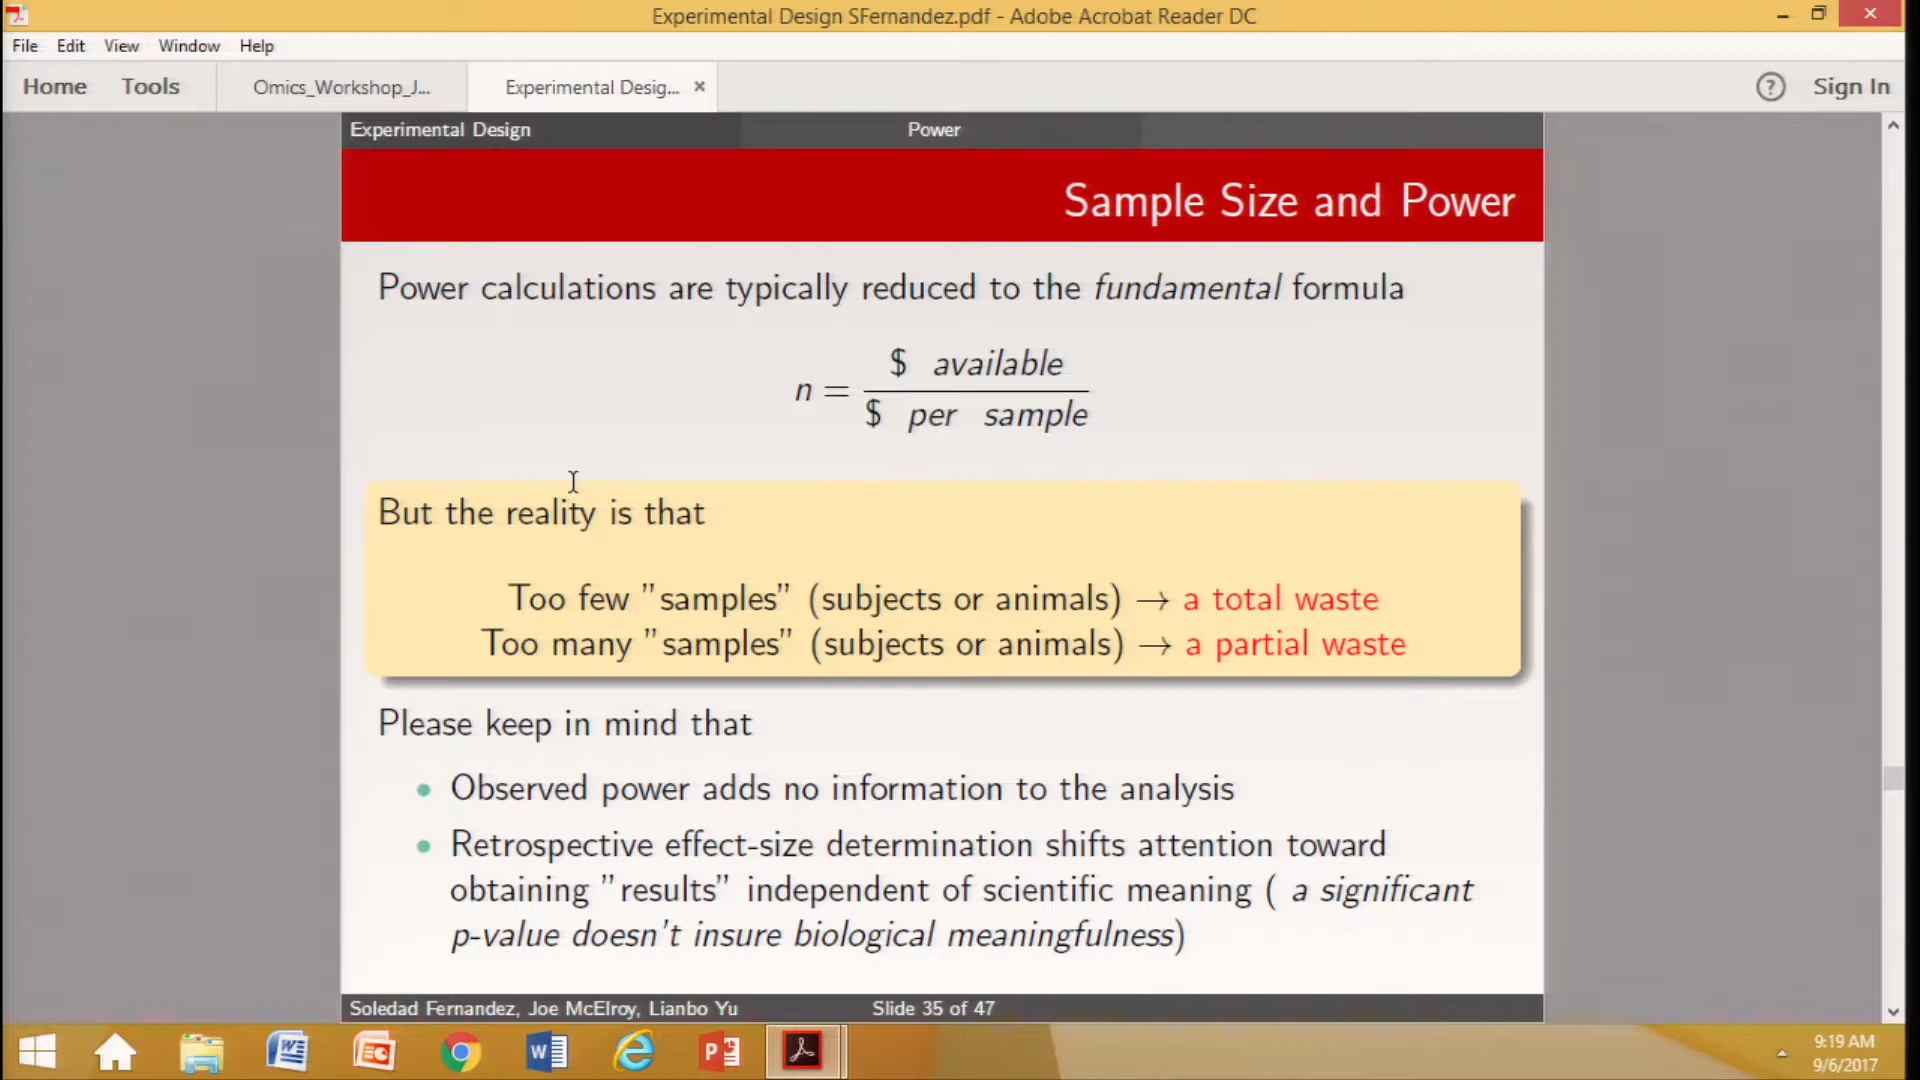 Experimental Design SFernandez.pdf - Adobe Acrobat Reader DC
File Edit View Window Help
Home Tools Omics_Workshop_J... Experimental Desig... × ? Sign In
Experimental Design Power
Sample Size and Power
Power calculations are typically reduced to the fundamental formula
$ available
n =
$ per sample
But the reality is that
Too few "samples" (subjects or animals) → a total waste
Too many "samples" (subjects or animals) → a partial waste
Please keep in mind that
• Observed power adds no information to the analysis
• Retrospective effect-size determination shifts attention toward
obtaining "results" independent of scientific meaning ( a significant
p-value doesn't insure biological meaningfulness)
Soledad Fernandez, Joe McElroy, Lianbo Yu Slide 35 of 47
9:19 AM
9/6/2017